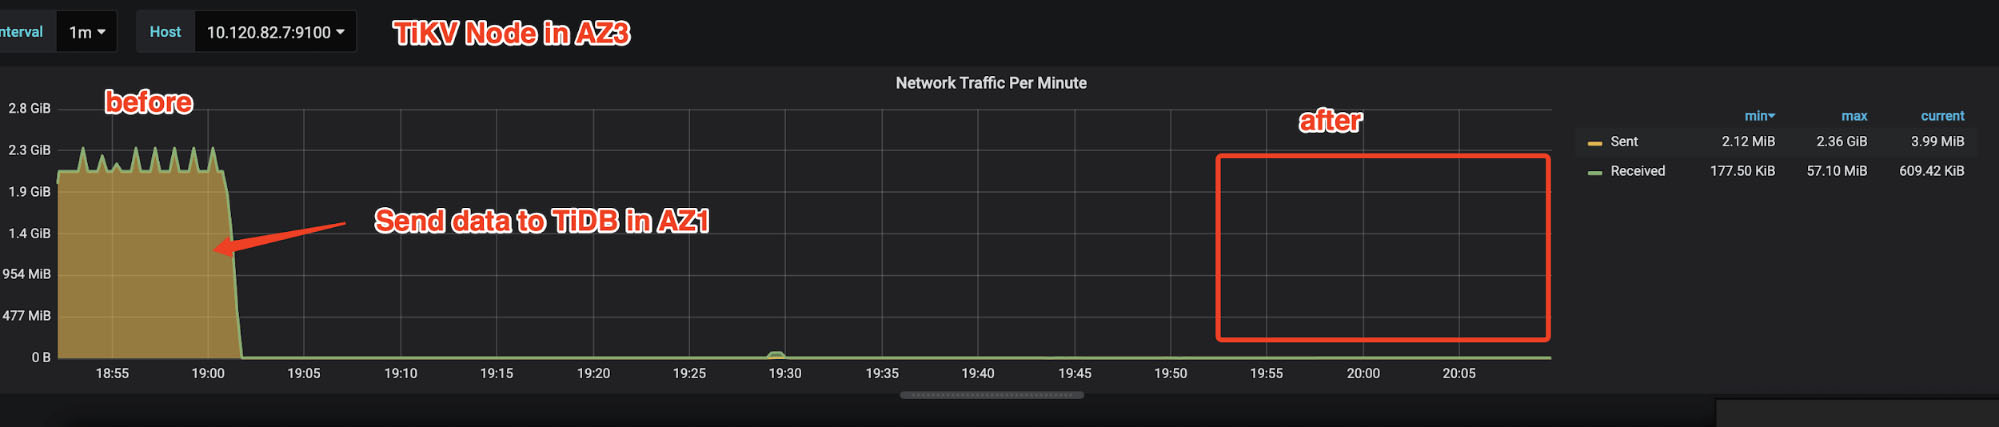 nterval 1m Host 10.120.82.7:9100 TiKV Node in AZ3
Network Traffic Per Minute
before
after
Send data to TiDB in AZ1
2.8 GiB
2.3 GiB
1.9 GiB
1.4 GiB
954 MiB
477 MiB
0 B
18:55 19:00 19:05 19:10 19:15 19:20 19:25 19:30 19:35 19:40 19:45 19:50 19:55 20:00 20:05
min max current
Sent 2.12 MiB 2.36 GiB 3.99 MiB
Received 177.50 KiB 57.10 MiB 609.42 KiB